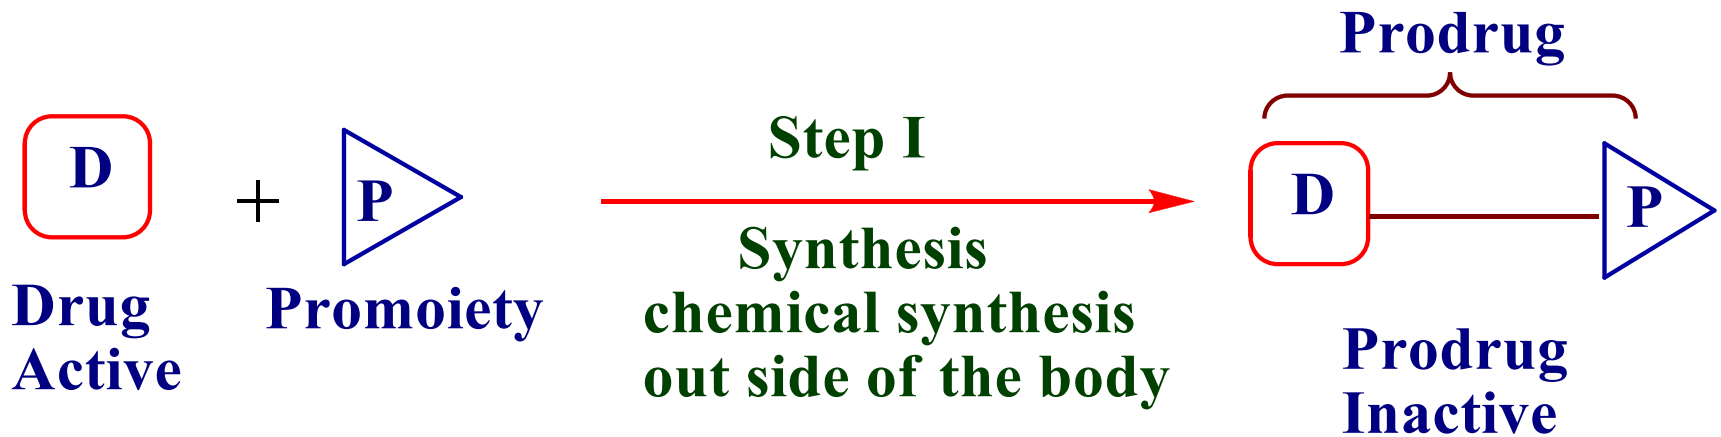 D
+
P
Drug
Active
Promoiety
Step I
Synthesis
chemical synthesis
out side of the body
Prodrug
D
P
Prodrug
Inactive